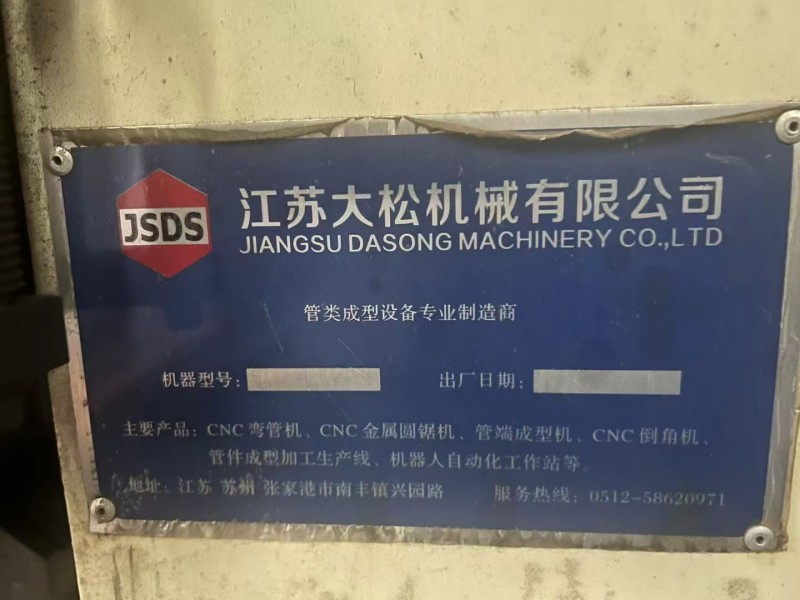 JSDS
江苏大松机械有限公司
JIANGSU DASONG MACHINERY CO.,LTD
管类成型设备专业制造商
机器型号: 出厂日期:
主要产品: CNC 弯管机、CNC 金属圆锯机、管端成型机、CNC 倒角机、
管件成型加工生产线、机器人自动化工作站等。
地址: 江苏 苏州 张家港市南丰镇兴园路 服务热线: 0512-58620971